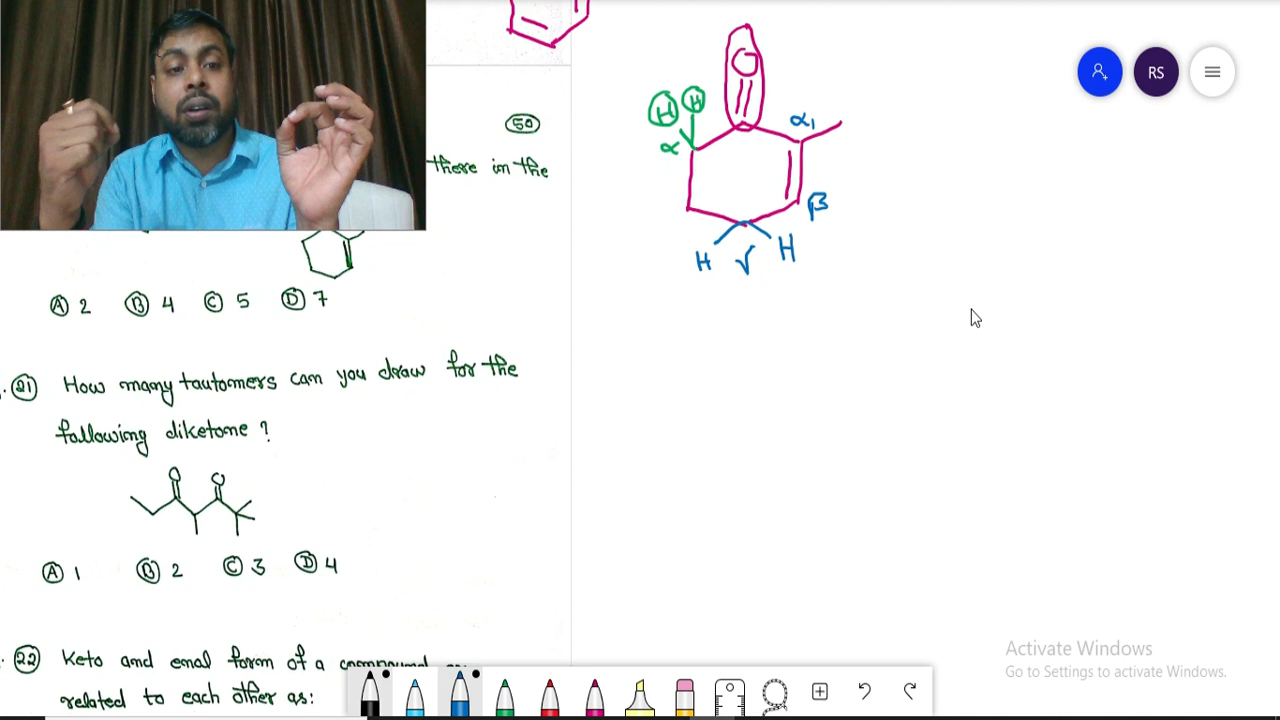 50
there in the
Ⓐ 2 Ⓑ 4 Ⓒ 5 Ⓓ 7
21 How many tautomers can you draw for the
following diketone ?
O O
Ⓐ 1 Ⓑ 2 Ⓒ 3 Ⓓ 4
22 Keto and enol form of a compound
related to each other as:
O
H H
α α1
β
H γ H
RS
Activate Windows
Go to Settings to activate Windows.